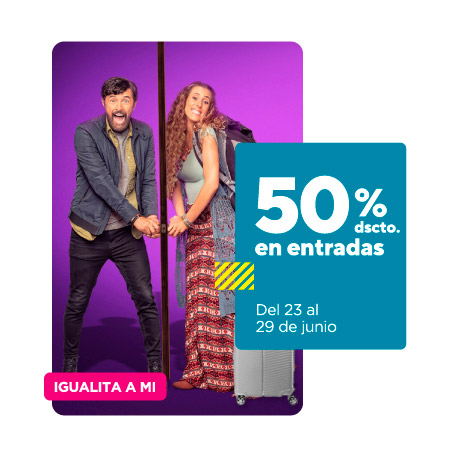 50%
dscto.
en entradas
Del 23 al
29 de junio
IGUALITA A MI